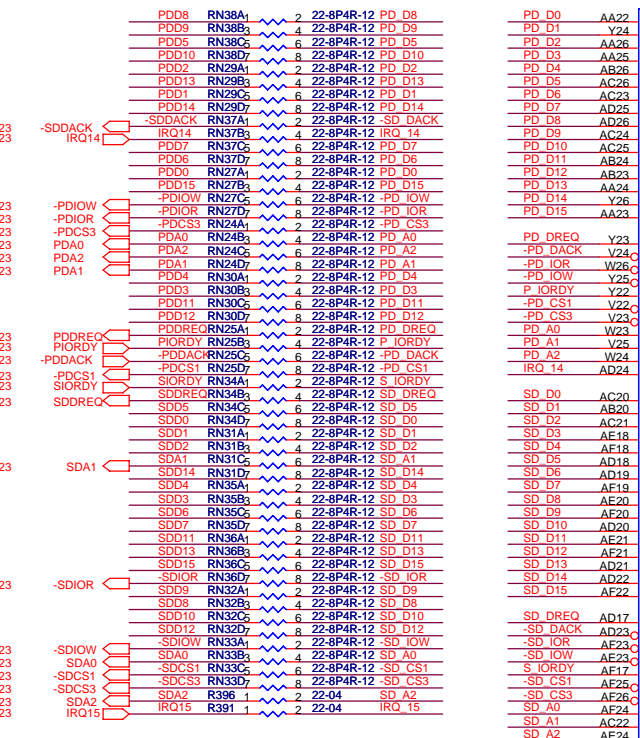 PDD8 RN38A 1 2 22-8P4R-12 PD_D8
PDD9 RN38B 3 4 22-8P4R-12 PD_D9
PDD5 RN38C 5 6 22-8P4R-12 PD_D5
PDD10 RN38D 7 8 22-8P4R-12 PD_D10
PDD2 RN29A 1 2 22-8P4R-12 PD_D2
PDD13 RN29B 3 4 22-8P4R-12 PD_D13
PDD1 RN29C 5 6 22-8P4R-12 PD_D1
PDD14 RN29D 7 8 22-8P4R-12 PD_D14
23 -SDDACK -SDDACK RN37A 1 2 22-8P4R-12 -SD_DACK
23 IRQ14 IRQ14 RN37B 3 4 22-8P4R-12 IRQ_14
PDD7 RN37C 5 6 22-8P4R-12 PD_D7
PDD6 RN37D 7 8 22-8P4R-12 PD_D6
PDD0 RN27A 1 2 22-8P4R-12 PD_D0
PDD15 RN27B 3 4 22-8P4R-12 PD_D15
23 -PDIOW -PDIOW RN27C 5 6 22-8P4R-12 -PD_IOW
23 -PDIOR -PDIOR RN27D 7 8 22-8P4R-12 -PD_IOR
23 -PDCS3 -PDCS3 RN24A 1 2 22-8P4R-12 -PD_CS3
23 PDA0 PDA0 RN24B 3 4 22-8P4R-12 PD_A0
23 PDA2 PDA2 RN24C 5 6 22-8P4R-12 PD_A2
23 PDA1 PDA1 RN24D 7 8 22-8P4R-12 PD_A1
PDD4 RN30A 1 2 22-8P4R-12 PD_D4
PDD3 RN30B 3 4 22-8P4R-12 PD_D3
PDD11 RN30C 5 6 22-8P4R-12 PD_D11
PDD12 RN30D 7 8 22-8P4R-12 PD_D12
23 PDDREQ PDDREQ RN25A 1 2 22-8P4R-12 PD_DREQ
23 PIORDY PIORDY RN25B 3 4 22-8P4R-12 P_IORDY
23 -PDDACK -PDDACK RN25C 5 6 22-8P4R-12 -PD_DACK
23 -PDCS1 -PDCS1 RN25D 7 8 22-8P4R-12 -PD_CS1
23 SIORDY SIORDY RN34A 1 2 22-8P4R-12 S_IORDY
23 SDDREQ SDDREQ RN34B 3 4 22-8P4R-12 SD_DREQ
SDD5 RN34C 5 6 22-8P4R-12 SD_D5
SDD0 RN34D 7 8 22-8P4R-12 SD_D0
SDD1 RN31A 1 2 22-8P4R-12 SD_D1
SDD2 RN31B 3 4 22-8P4R-12 SD_D2
23 SDA1 SDA1 RN31C 5 6 22-8P4R-12 SD_A1
SDD14 RN31D 7 8 22-8P4R-12 SD_D14
SDD4 RN35A 1 2 22-8P4R-12 SD_D4
SDD3 RN35B 3 4 22-8P4R-12 SD_D3
SDD6 RN35C 5 6 22-8P4R-12 SD_D6
SDD7 RN35D 7 8 22-8P4R-12 SD_D7
SDD11 RN36A 1 2 22-8P4R-12 SD_D11
SDD13 RN36B 3 4 22-8P4R-12 SD_D13
SDD15 RN36C 5 6 22-8P4R-12 SD_D15
23 -SDIOR -SDIOR RN36D 7 8 22-8P4R-12 -SD_IOR
SDD9 RN32A 1 2 22-8P4R-12 SD_D9
SDD8 RN32B 3 4 22-8P4R-12 SD_D8
SDD10 RN32C 5 6 22-8P4R-12 SD_D10
SDD12 RN32D 7 8 22-8P4R-12 SD_D12
23 -SDIOW -SDIOW RN33A 1 2 22-8P4R-12 -SD_IOW
23 SDA0 SDA0 RN33B 3 4 22-8P4R-12 SD_A0
23 -SDCS1 -SDCS1 RN33C 5 6 22-8P4R-12 -SD_CS1
23 -SDCS3 -SDCS3 RN33D 7 8 22-8P4R-12 -SD_CS3
23 SDA2 SDA2 R396 1 2 22-04 SD_A2
23 IRQ15 IRQ15 R391 1 2 22-04 IRQ_15
PD_D0 AA22
PD_D1 Y24
PD_D2 AA26
PD_D3 AA25
PD_D4 AB26
PD_D5 AC26
PD_D6 AC23
PD_D7 AD25
PD_D8 AD26
PD_D9 AC24
PD_D10 AC25
PD_D11 AB24
PD_D12 AB23
PD_D13 AA24
PD_D14 Y26
PD_D15 AA23
PD_DREQ Y23
-PD_DACK V24
-PD_IOR W26
-PD_IOW Y25
P_IORDY Y22
-PD_CS1 V22
-PD_CS3 V23
PD_A0 W23
PD_A1 V25
PD_A2 W24
IRQ_14 AD24
SD_D0 AC20
SD_D1 AB20
SD_D2 AC21
SD_D3 AE18
SD_D4 AF18
SD_D5 AD18
SD_D6 AD19
SD_D7 AF19
SD_D8 AE20
SD_D9 AF20
SD_D10 AD20
SD_D11 AE21
SD_D12 AF21
SD_D13 AD21
SD_D14 AD22
SD_D15 AF22
SD_DREQ AD17
-SD_DACK AD23
-SD_IOR AF23
-SD_IOW AE23
S_IORDY AF17
-SD_CS1 AF25
-SD_CS3 AF26
SD_A0 AF24
SD_A1 AC22
SD_A2 AE24